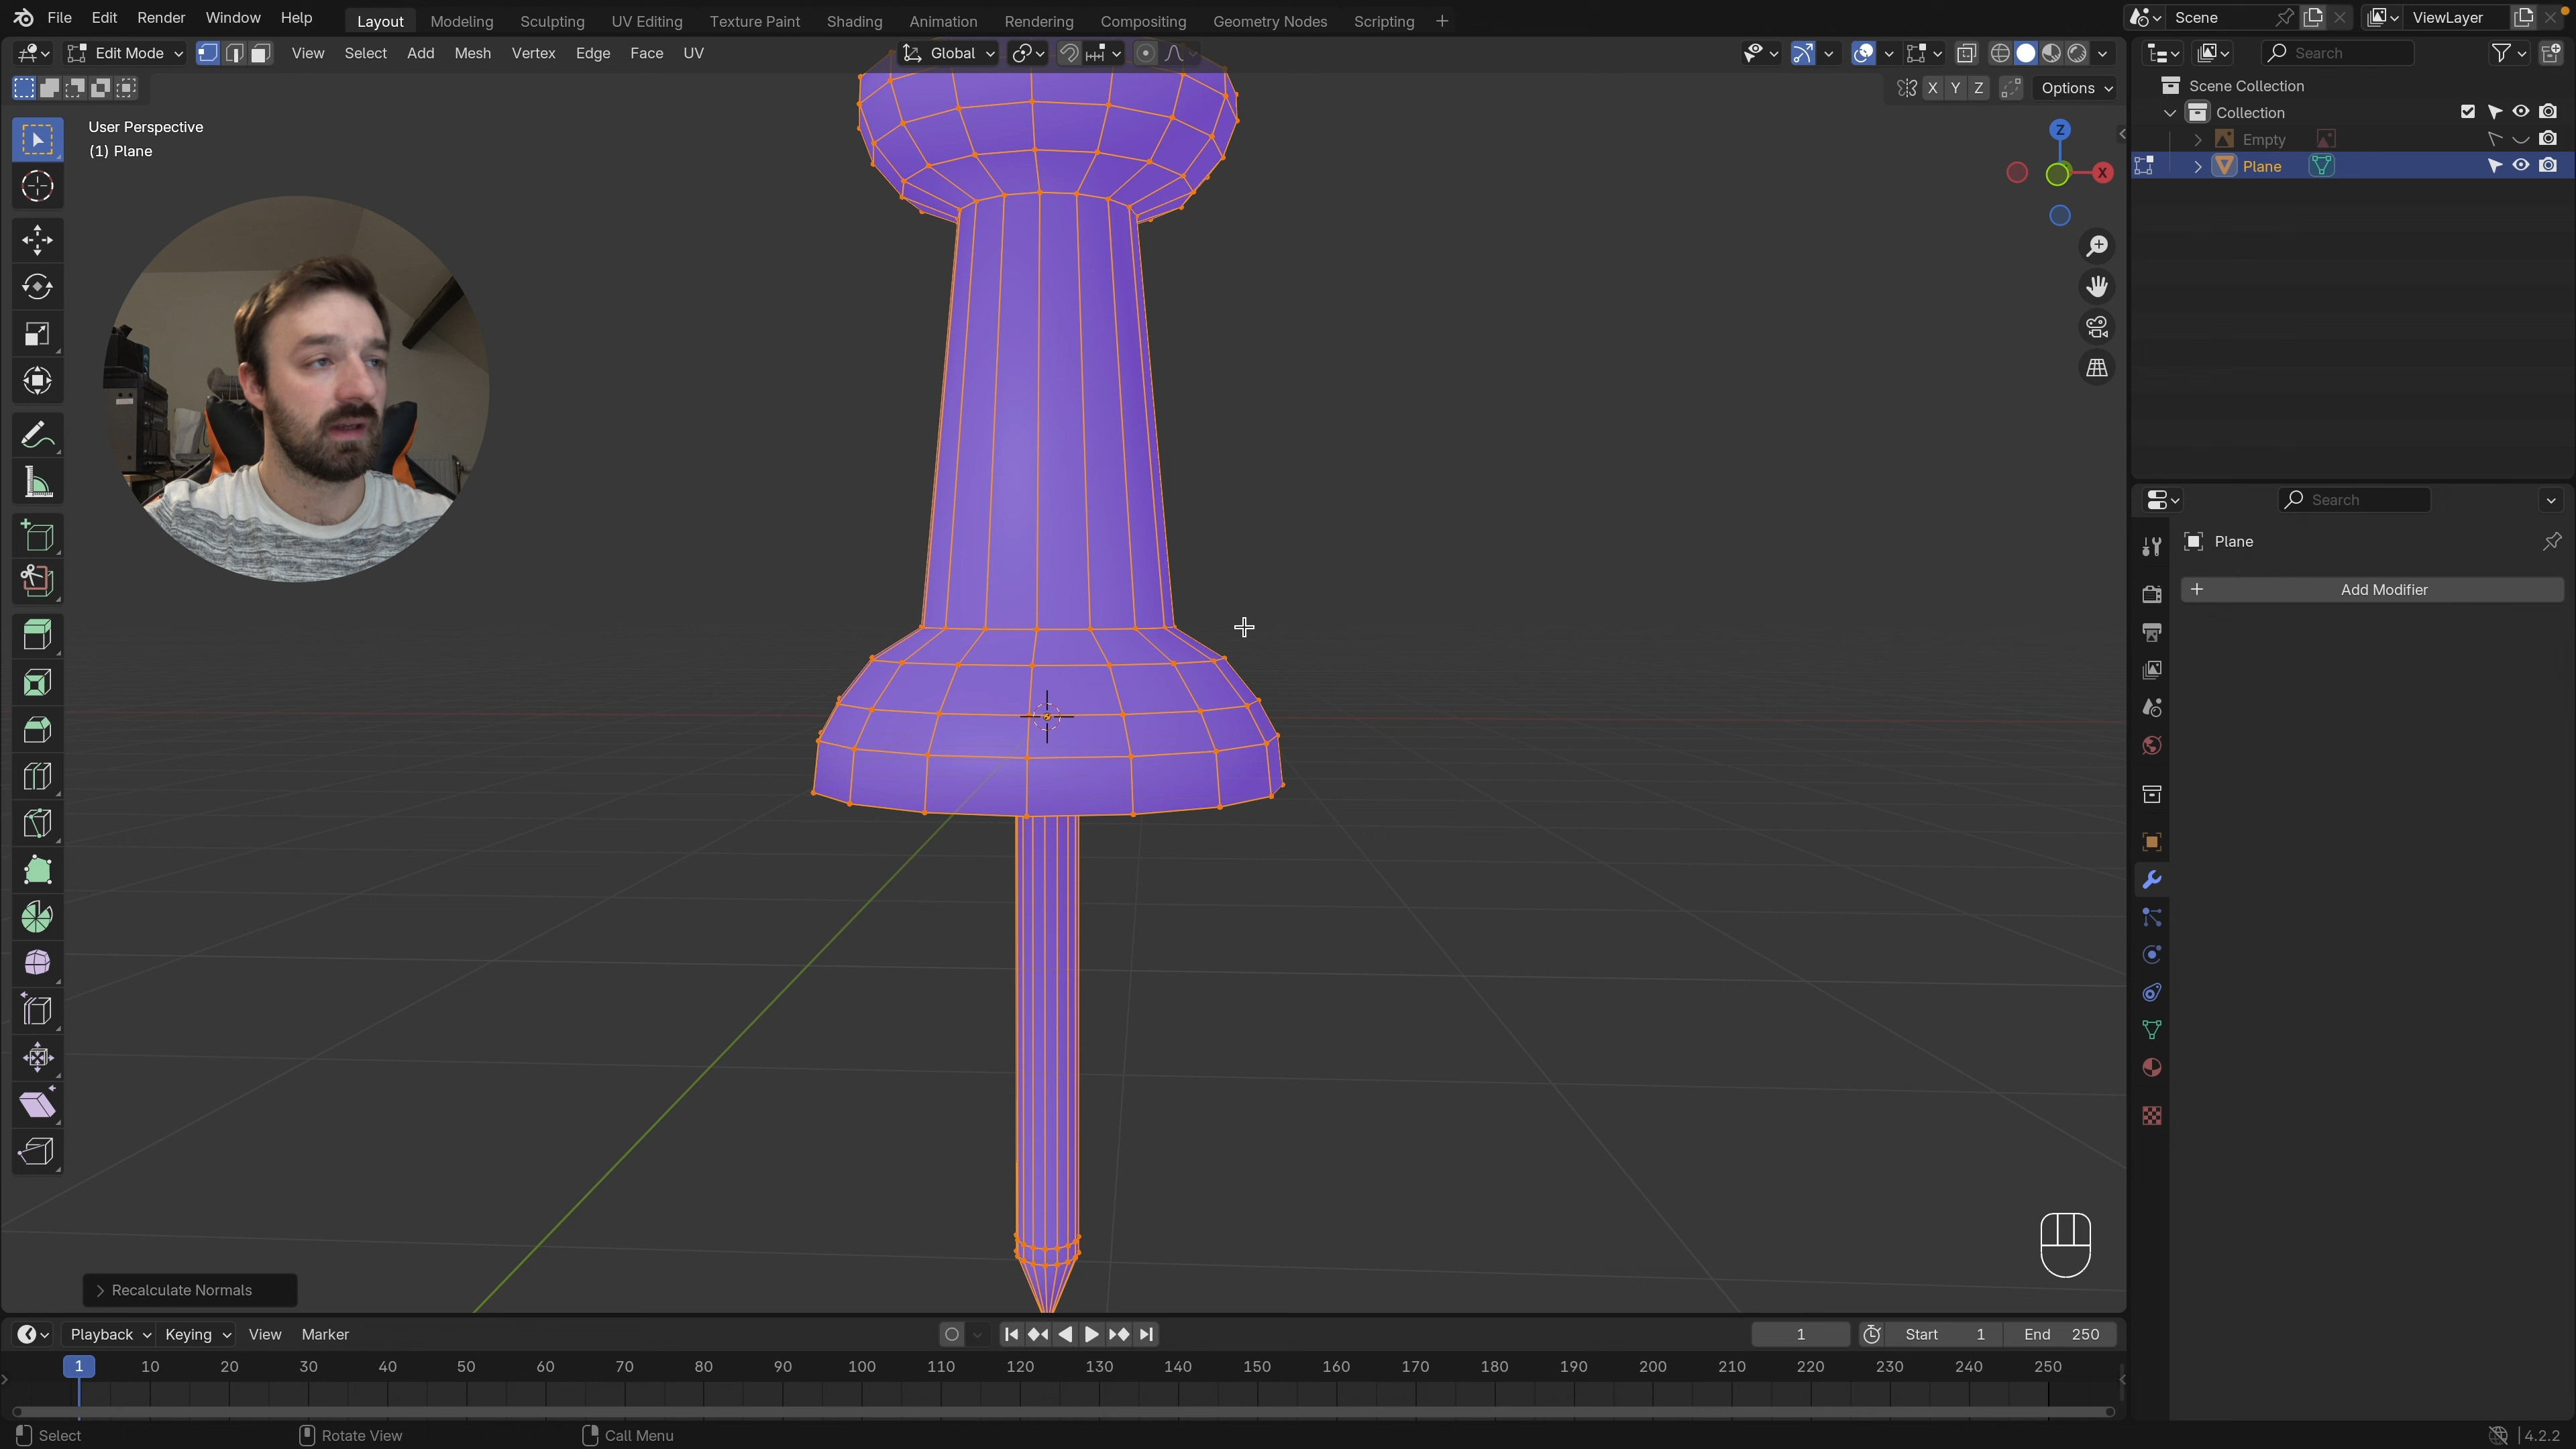 File Edit Render Window Help Layout Modeling Sculpting UV Editing Texture Paint Shading Animation Rendering Compositing Geometry Nodes Scripting + Scene ViewLayer
Edit Mode View Select Add Mesh Vertex Edge Face UV Global Search
X Y Z Options
User Perspective
(1) Plane
Z
X
Scene Collection
Collection
Empty
Plane
Search
Plane
+ Add Modifier
Recalculate Normals
Playback Keying View Marker 1 Start 1 End 250
1 10 20 30 40 50 60 70 80 90 100 110 120 130 140 150 160 170 180 190 200 210 220 230 240 250
Select Rotate View Call Menu 4.2.2